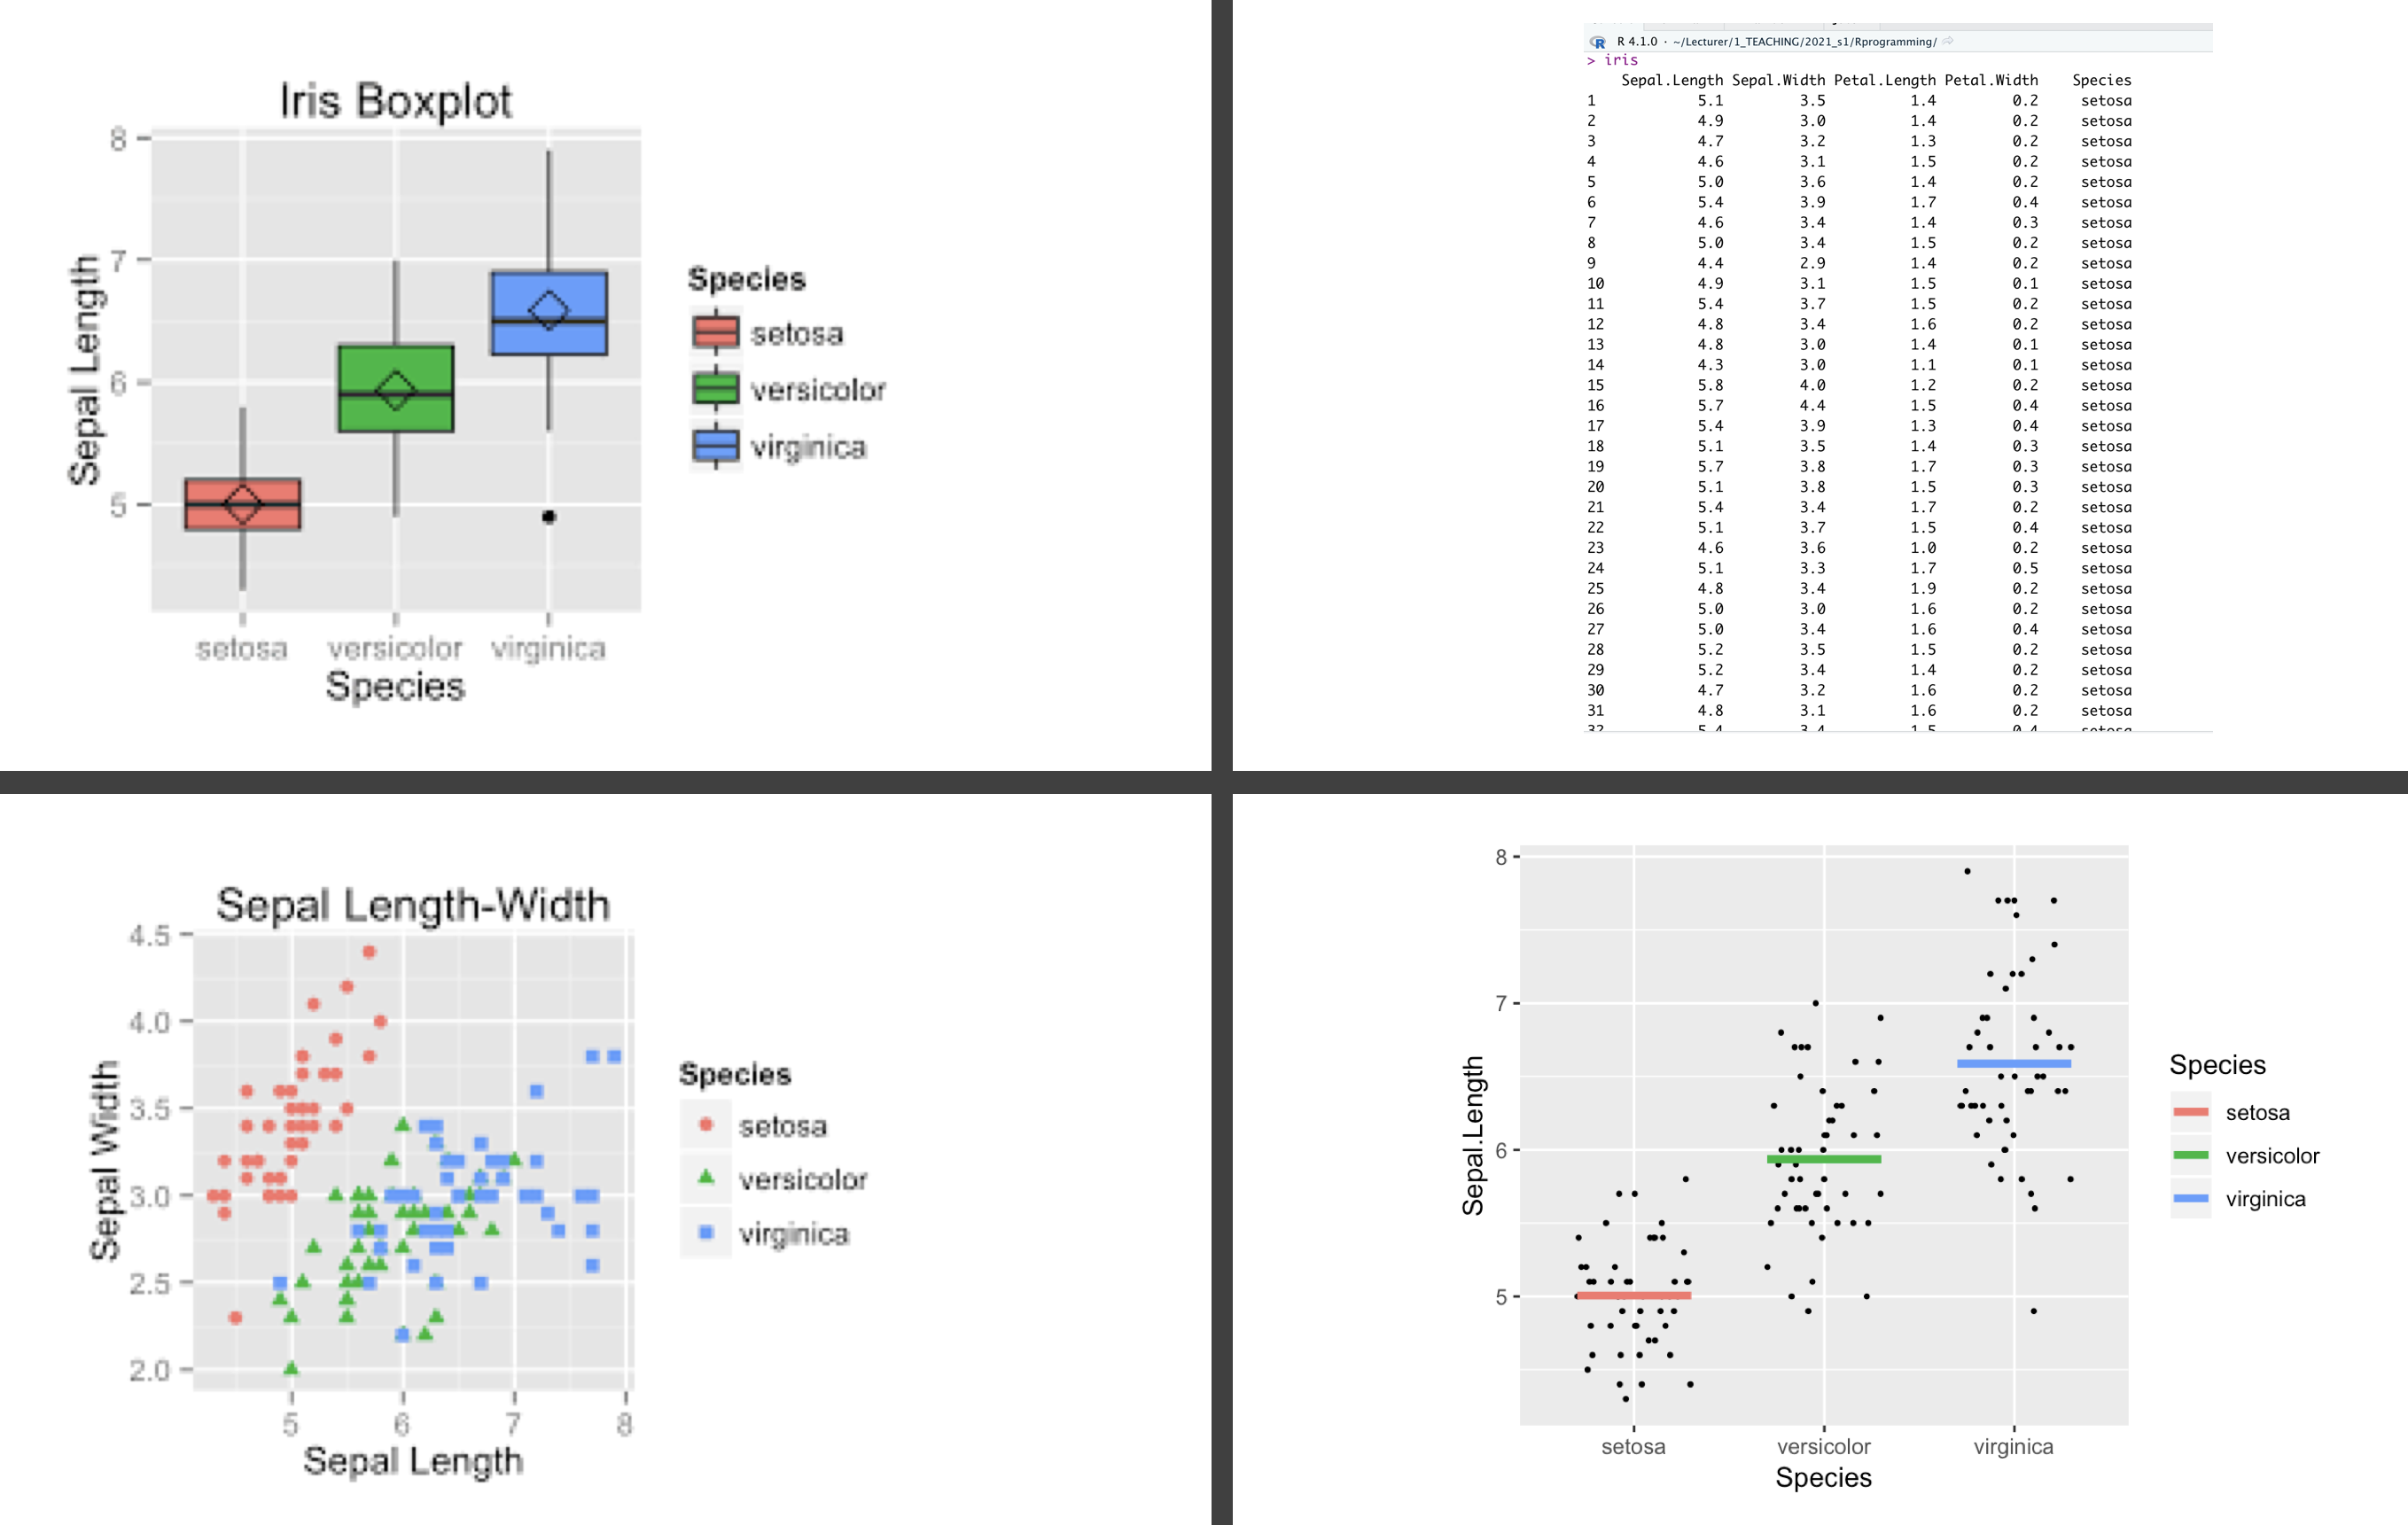 Iris Boxplot
8
7
6
5
Sepal Length
setosa versicolor virginica
Species
Species
setosa
versicolor
virginica
R 4.1.0 · ~/Lecturer/1_TEACHING/2021_s1/Rprogramming/
> iris
Sepal.Length Sepal.Width Petal.Length Petal.Width Species
1 5.1 3.5 1.4 0.2 setosa
2 4.9 3.0 1.4 0.2 setosa
3 4.7 3.2 1.3 0.2 setosa
4 4.6 3.1 1.5 0.2 setosa
5 5.0 3.6 1.4 0.2 setosa
6 5.4 3.9 1.7 0.4 setosa
7 4.6 3.4 1.4 0.3 setosa
8 5.0 3.4 1.5 0.2 setosa
9 4.4 2.9 1.4 0.2 setosa
10 4.9 3.1 1.5 0.1 setosa
11 5.4 3.7 1.5 0.2 setosa
12 4.8 3.4 1.6 0.2 setosa
13 4.8 3.0 1.4 0.1 setosa
14 4.3 3.0 1.1 0.1 setosa
15 5.8 4.0 1.2 0.2 setosa
16 5.7 4.4 1.5 0.4 setosa
17 5.4 3.9 1.3 0.4 setosa
18 5.1 3.5 1.4 0.3 setosa
19 5.7 3.8 1.7 0.3 setosa
20 5.1 3.8 1.5 0.3 setosa
21 5.4 3.4 1.7 0.2 setosa
22 5.1 3.7 1.5 0.4 setosa
23 4.6 3.6 1.0 0.2 setosa
24 5.1 3.3 1.7 0.5 setosa
25 4.8 3.4 1.9 0.2 setosa
26 5.0 3.0 1.6 0.2 setosa
27 5.0 3.4 1.6 0.4 setosa
28 5.2 3.5 1.5 0.2 setosa
29 5.2 3.4 1.4 0.2 setosa
30 4.7 3.2 1.6 0.2 setosa
31 4.8 3.1 1.6 0.2 setosa
32 5.4 3.4 1.5 0.4 setosa
Sepal Length-Width
4.5
4.0
3.5
3.0
2.5
2.0
Sepal Width
5 6 7 8
Sepal Length
Species
setosa
versicolor
virginica
8
7
6
5
Sepal.Length
setosa versicolor virginica
Species
Species
setosa
versicolor
virginica